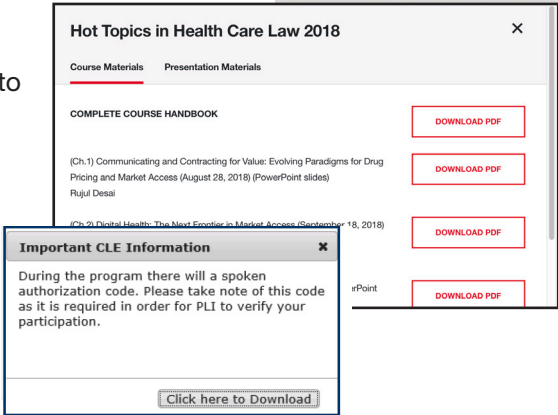 to
Hot Topics in Health Care Law 2018
Course Materials Presentation Materials
COMPLETE COURSE HANDBOOK
DOWNLOAD PDF
(Ch.1) Communicating and Contracting for Value: Evolving Paradigms for Drug
Pricing and Market Access (August 28, 2018) (PowerPoint slides)
Rujul Desai
DOWNLOAD PDF
(Ch.2) Digital Health: The Next Frontier in Market Access (September 18, 2018)
DOWNLOAD PDF
DOWNLOAD PDF
Important CLE Information
During the program there will a spoken
authorization code. Please take note of this code
as it is required in order for PLI to verify your
participation.
Click here to Download